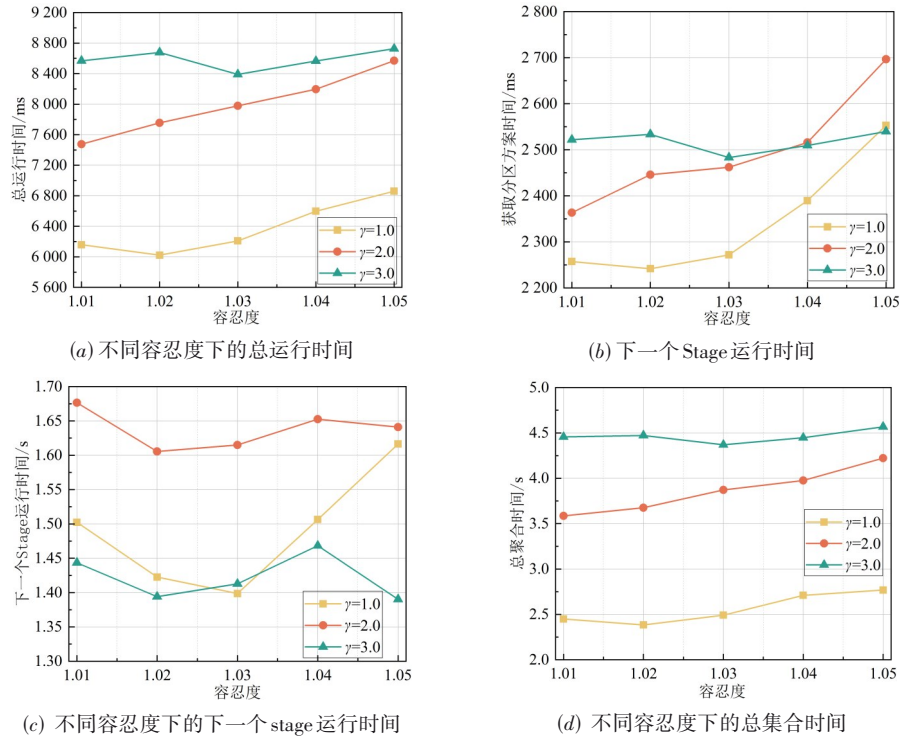 9 200
8 800
8 400
8 000
7 600
7 200
6 800
6 400
6 000
5 600
总运行时间/ms
γ=1.0
γ=2.0
γ=3.0
1.01 1.02 1.03 1.04 1.05
容忍度
(a) 不同容忍度下的总运行时间
2 800
2 700
2 600
2 500
2 400
2 300
2 200
获取分区方案时间/ms
γ=1.0
γ=2.0
γ=3.0
1.01 1.02 1.03 1.04 1.05
容忍度
(b) 下一个Stage运行时间
1.70
1.65
1.60
1.55
1.50
1.45
1.40
1.35
1.30
下一个Stage运行时间/s
γ=1.0
γ=2.0
γ=3.0
1.01 1.02 1.03 1.04 1.05
容忍度
(c) 不同容忍度下的下一个stage运行时间
5.0
4.5
4.0
3.5
3.0
2.5
2.0
总聚合时间/s
γ=1.0
γ=2.0
γ=3.0
1.01 1.02 1.03 1.04 1.05
容忍度
(d) 不同容忍度下的总集合时间